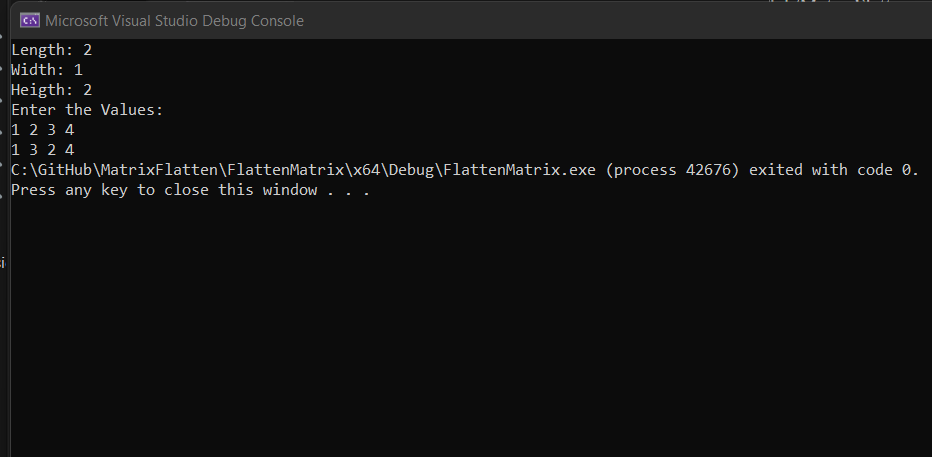 Microsoft Visual Studio Debug Console
Length: 2
Width: 1
Heigth: 2
Enter the Values:
1 2 3 4
1 3 2 4
C:\GitHub\MatrixFlatten\FlattenMatrix\x64\Debug\FlattenMatrix.exe (process 42676) exited with code 0.
Press any key to close this window . . .